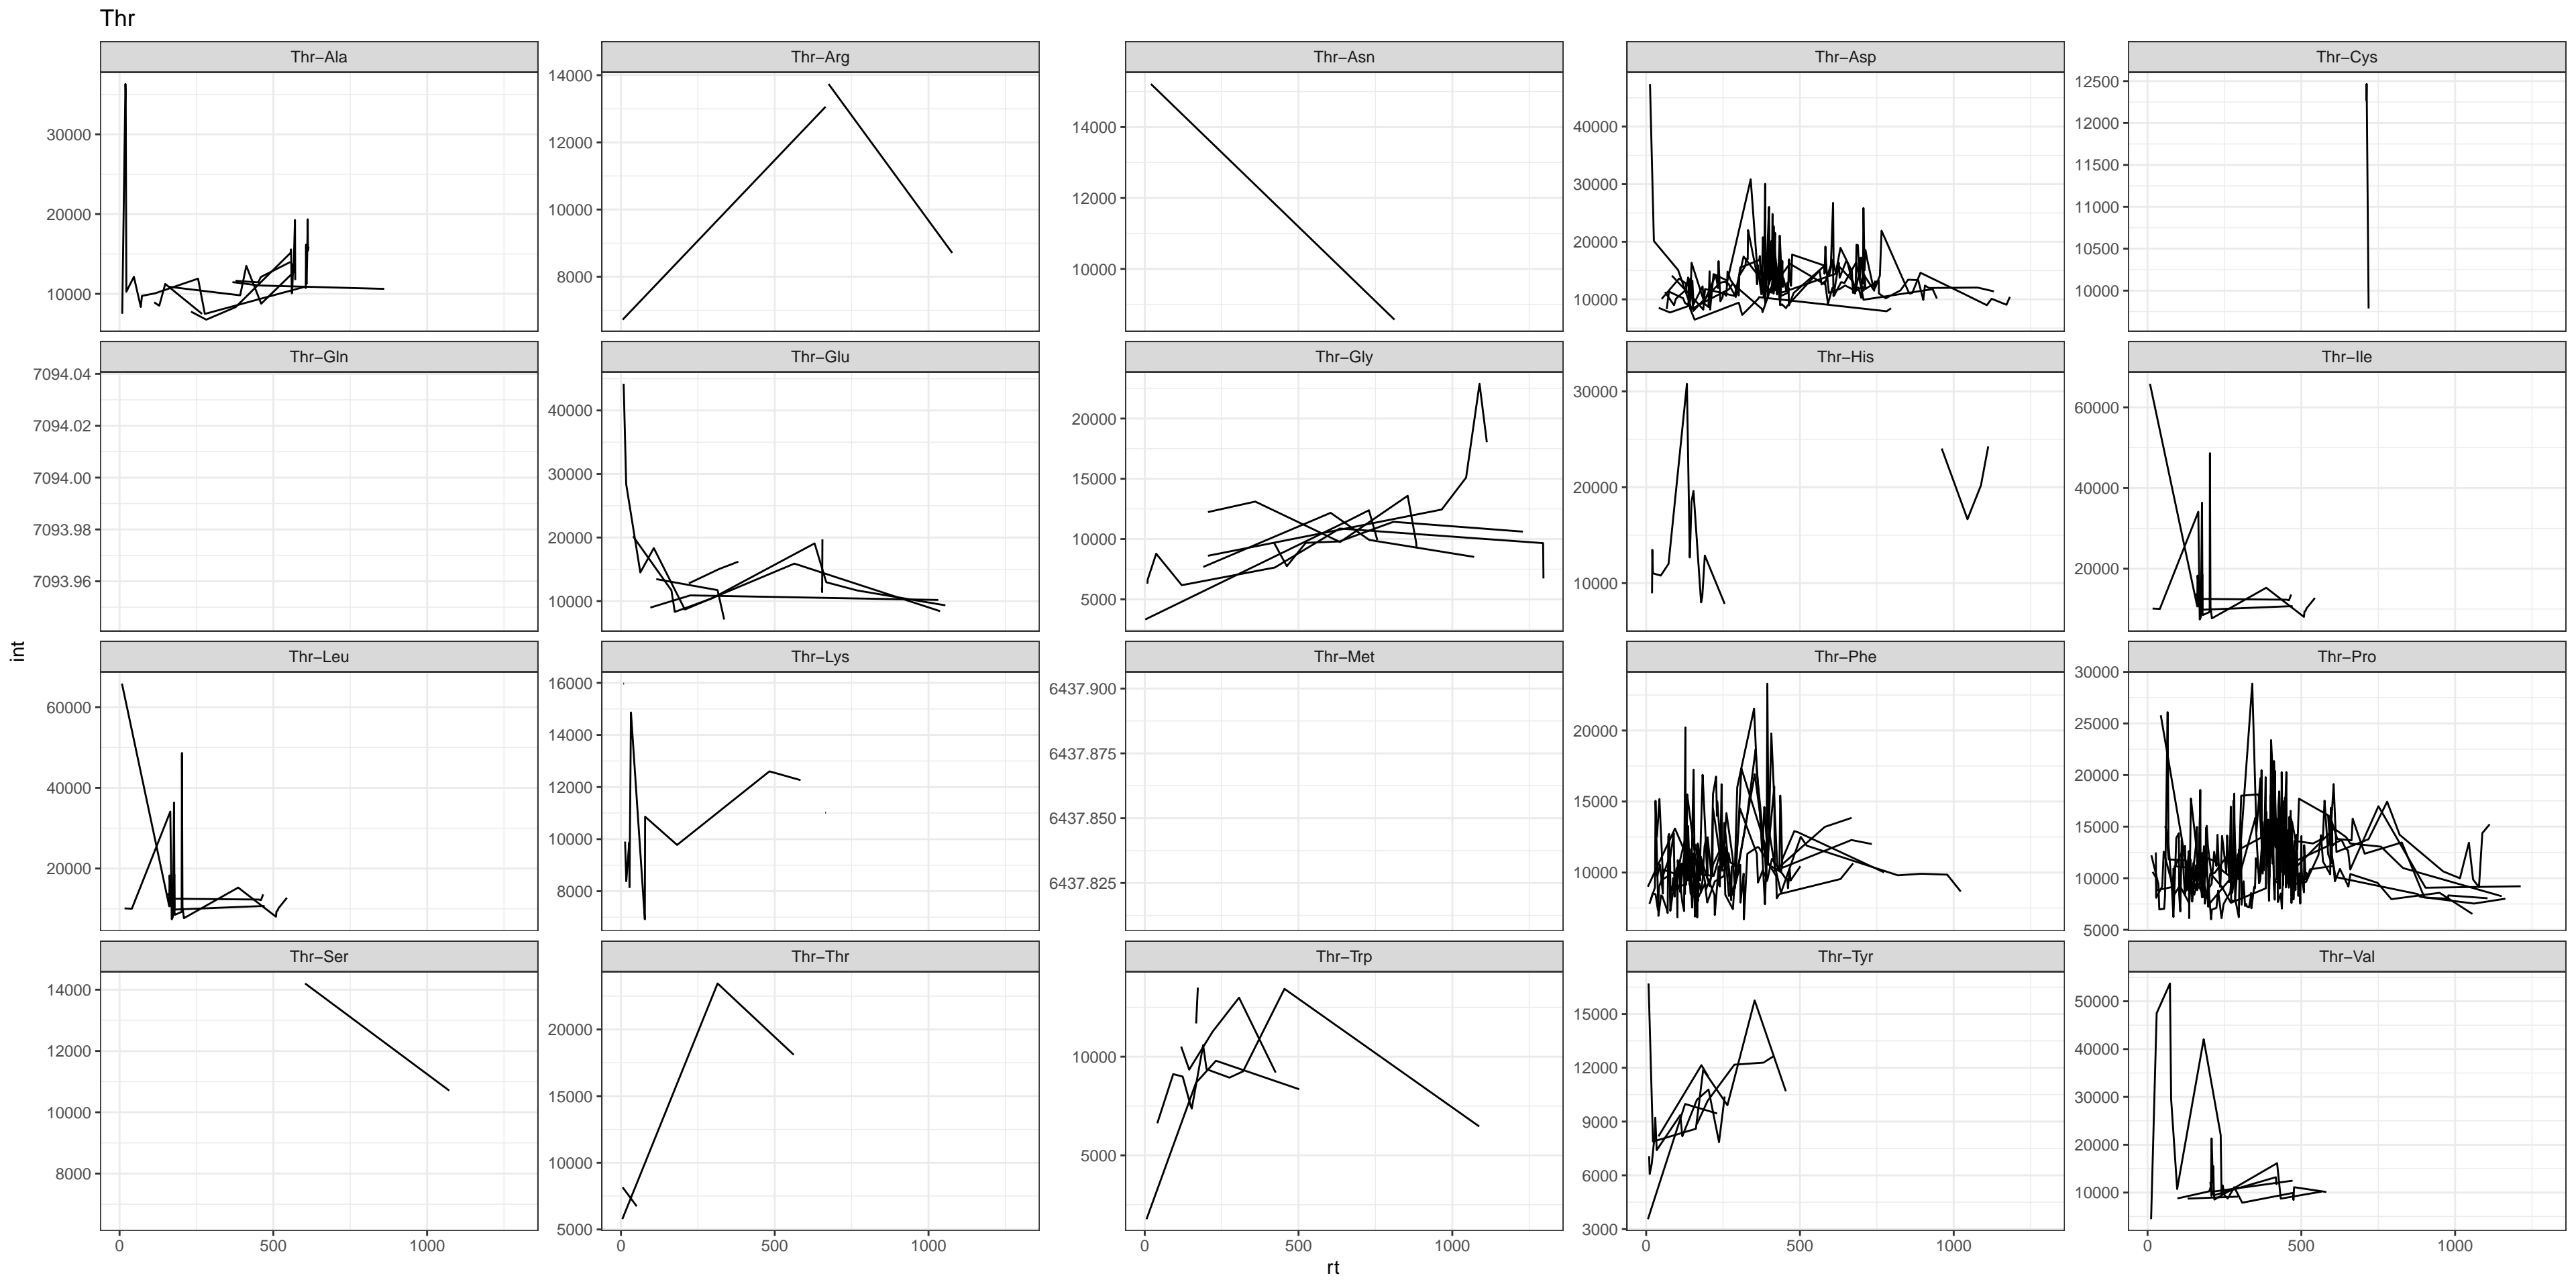 Thr
Thr−Ala Thr−Arg Thr−Asn Thr−Asp Thr−Cys
30000 20000 10000
14000 12000 10000 8000
14000 12000 10000
40000 30000 20000 10000
12500 12000 11500 11000 10500 10000
Thr−Gln Thr−Glu Thr−Gly Thr−His Thr−Ile
7094.04 7094.02 7094.00 7093.98 7093.96
40000 30000 20000 10000
20000 15000 10000 5000
30000 20000 10000
60000 40000 20000
int
Thr−Leu Thr−Lys Thr−Met Thr−Phe Thr−Pro
60000 40000 20000
16000 14000 12000 10000 8000
6437.900 6437.875 6437.850 6437.825
20000 15000 10000
30000 25000 20000 15000 10000 5000
Thr−Ser Thr−Thr Thr−Trp Thr−Tyr Thr−Val
14000 12000 10000 8000
20000 15000 10000 5000
10000 5000
15000 12000 9000 6000 3000
50000 40000 30000 20000 10000
0 500 1000 0 500 1000 0 500 1000 0 500 1000 0 500 1000
rt